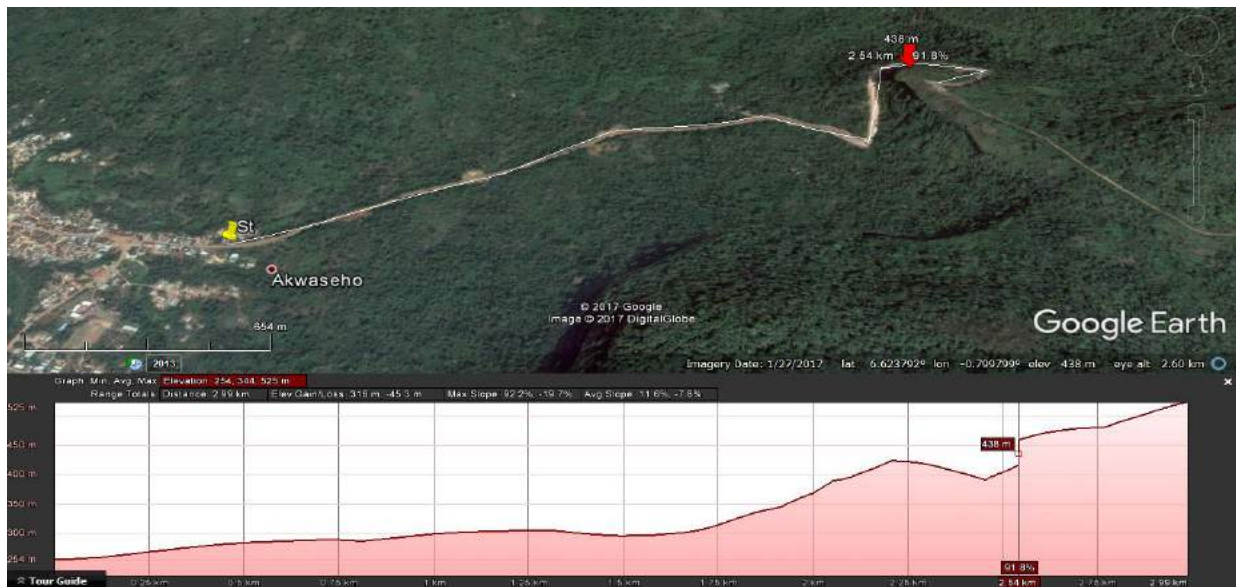 438 m
2.54 km 91.8%
St
Akwaseho
654 m
© 2017 Google
Image © 2017 DigitalGlobe
Google Earth
2013
Imagery Date: 1/27/2017 lat 6.623792° lon -0.799799° elev 438 m eye alt 2.60 km
Graph: Min, Avg, Max Elevation: 254, 344, 525 m
Range Totals: Distance: 2.99 km Elev Gain/Loss: 316 m, -45.3 m Max Slope: 92.2%, -19.7% Avg Slope: 11.6%, -7.6%
525 m
450 m
438 m
400 m
350 m
300 m
254 m
91.8%
Tour Guide 0.25 km 0.5 km 0.75 km 1 km 1.25 km 1.5 km 1.75 km 2 km 2.25 km 2.54 km 2.75 km 2.99 km